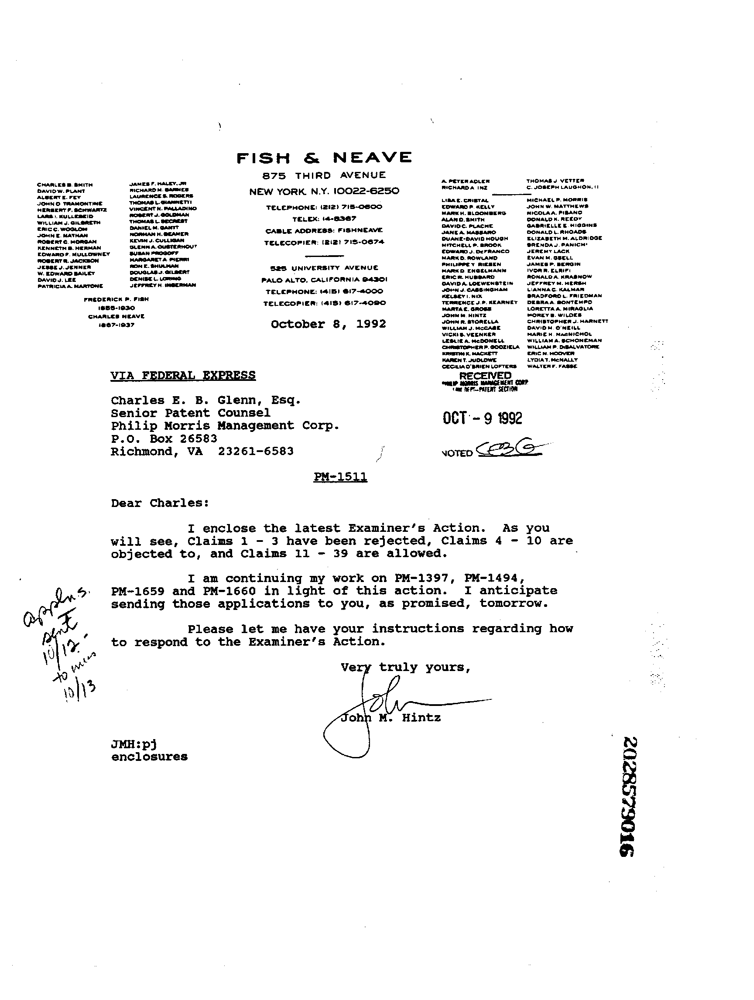 FISH & NEAVE
875 THIRD AVENUE
NEW YORK, N.Y. 10022-6250
TELEPHONE: (212) 715-0600
TELEX: 14-8367
CABLE ADDRESS: FISHNEAVE
TELECOPIER: (212) 715-0674
525 UNIVERSITY AVENUE
PALO ALTO, CALIFORNIA 94301
TELEPHONE: (415) 617-4000
TELECOPIER: (415) 617-4090
October 8, 1992
CHARLES B. SMITH
DAVID W. PLANT
ALBERT E. FEY
JOHN O. TRAMONTINE
HERBERT F. SCHWARTZ
LARS I. KULLESEID
WILLIAM J. GILBRETH
ERIC C. WOGLOM
JOHN E. NATHAN
ROBERT C. MORGAN
KENNETH B. HERMAN
EDWARD F. MULLOWNEY
ROBERT R. JACKSON
JESSE J. JENNER
W. EDWARD BAILEY
DAVID J. LEE
PATRICIA A. MARTONE
JAMES F. HALEY, JR
RICHARD M. BARNES
LAURENCE S. ROGERS
THOMAS L. GIANNETTI
VINCENT N. PALLADINO
ROBERT J. GOLDMAN
THOMAS L. SECREST
DANIEL M. GANTT
NORMAN H. BEAMER
KEVIN J. CULLIGAN
GLENN A. OUSTERHOUT
SUSAN PROGOFF
MARGARET A. PIERRI
RON E. SHULMAN
DOUGLAS J. GILBERT
DENISE L. LORING
JEFFREY H. INGERMAN
FREDERICK P. FISH
1855-1930
CHARLES NEAVE
1867-1937
A. PETER ADLER
RICHARD A. INZ
THOMAS J VETTER
C. JOSEPH LAUGHON, II
LISA E. CRISTAL
EDWARD P. KELLY
MARK H. BLOOMBERG
ALAN D. SMITH
DAVID C. PLACHE
JANE A. MASSARO
DUANE-DAVID HOUGH
MITCHELL P. BROOK
EDWARD J. DeFRANCO
MARK D. ROWLAND
PHILIPPE Y. RIESEN
MARK D ENGELMANN
ERIC R. HUBBARD
DAVID A. LOEWENSTEIN
JOHN J. CASSINGHAM
KELSEY I. NIX
TERRENCE J. P. KEARNEY
MARTA E. GROSS
JOHN M. HINTZ
JOHN R. STORELLA
WILLIAM J. McCABE
VICKI S. VEENKER
LESLIE A. McDONELL
CHRISTOPHER P. GODZIELA
KRISTIN K. HACKETT
KAREN T. JUDLOWE
CECILIA O'BRIEN LOFTERS
MICHAEL P. MORRIS
JOHN W. MATTHEWS
NICOLA A. PISANO
DONALD K. REEDY
GABRIELLE E. HIGGINS
DONALD L. RHOADS
ELIZABETH M. ALDRIDGE
BRENDA J. PANICHI
JEREMY LACK
EVAN M. GSELL
JAMES P. BERGIN
IVOR R. ELRIFI
RONALD A. KRASNOW
JEFFREY M. HERSH
LIANNA C. KALMAR
BRADFORD L. FRIEDMAN
DEBRA A. BONTEMPO
LORETTA A. MIRAGLIA
MONEY S. WILDES
CHRISTOPHER J. HARNETT
DAVID M. O'NEILL
MARIE H. MacNICHOL
WILLIAM A. SCHONEMAN
WILLIAM P. DISALVATORE
ERIC N. HOOVER
LYDIA T. McNALLY
WALTER F. FASSE
RECEIVED
PHILIP MORRIS MANAGEMENT CORP
DEPT.-PATENT SECTION
OCT - 9 1992
NOTED CEBG
VIA FEDERAL EXPRESS
Charles E. B. Glenn, Esq.
Senior Patent Counsel
Philip Morris Management Corp.
P.O. Box 26583
Richmond, VA 23261-6583
PM-1511
Dear Charles:
I enclose the latest Examiner's Action. As you
will see, Claims 1 - 3 have been rejected, Claims 4 - 10 are
objected to, and Claims 11 - 39 are allowed.
I am continuing my work on PM-1397, PM-1494,
PM-1659 and PM-1660 in light of this action. I anticipate
sending those applications to you, as promised, tomorrow.
Please let me have your instructions regarding how
to respond to the Examiner's Action.
applns.
sent
10/12-
to
10/13
Very truly yours,
John
John M. Hintz
JMH:pj
enclosures
2028579016